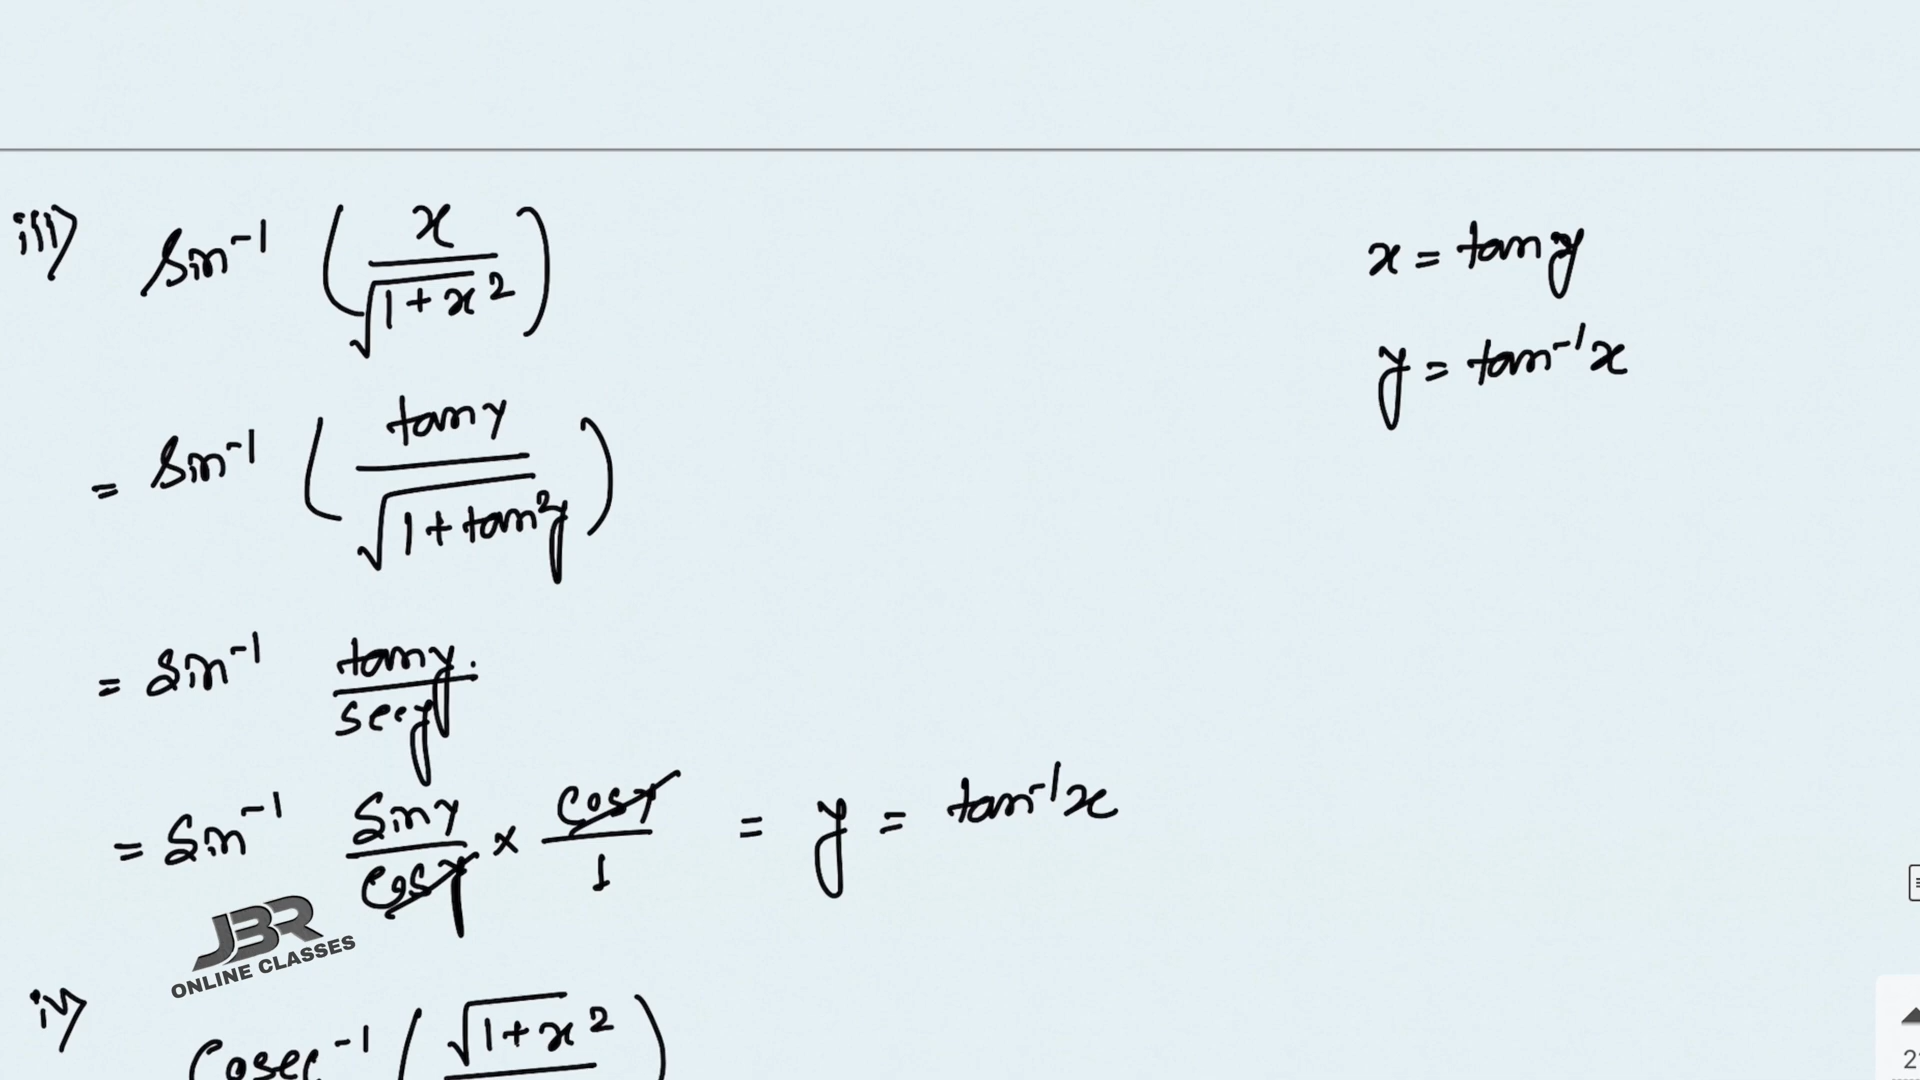 iii) Sin⁻¹ (x / √1+x²)
x = tan y
y = tan⁻¹x
= Sin⁻¹ (tan y / √1+tan²y)
= Sin⁻¹ tan y / sec y
= Sin⁻¹ Sin y / Cos y × Cos y / 1 = y = tan⁻¹x
JBR
ONLINE CLASSES
iv) Cosec⁻¹ (√1+x²